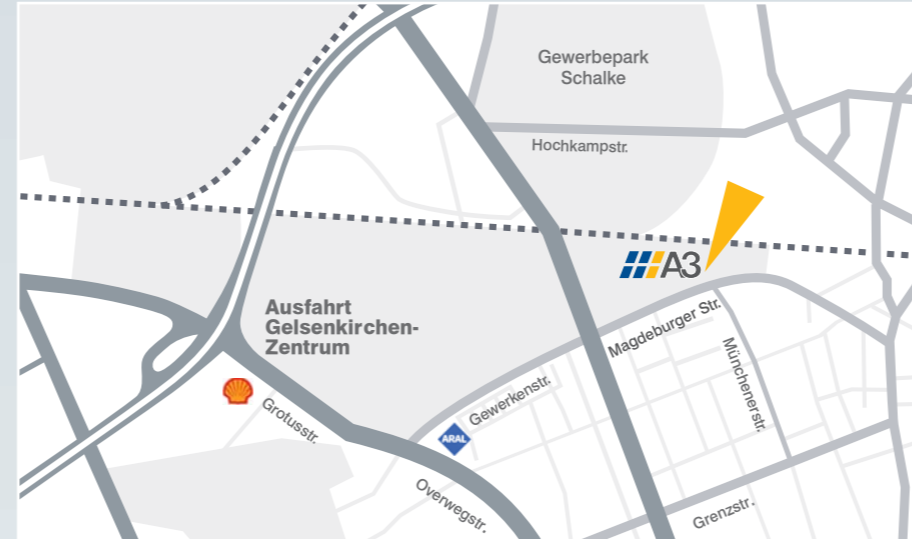 Gewerbepark
Schalke
Hochkampstr.
A3
Ausfahrt
Gelsenkirchen-
Zentrum
Magdeburger Str.
Münchenerstr.
Gewerkenstr.
Grotusstr.
ARAL
Overwegstr.
Grenzstr.